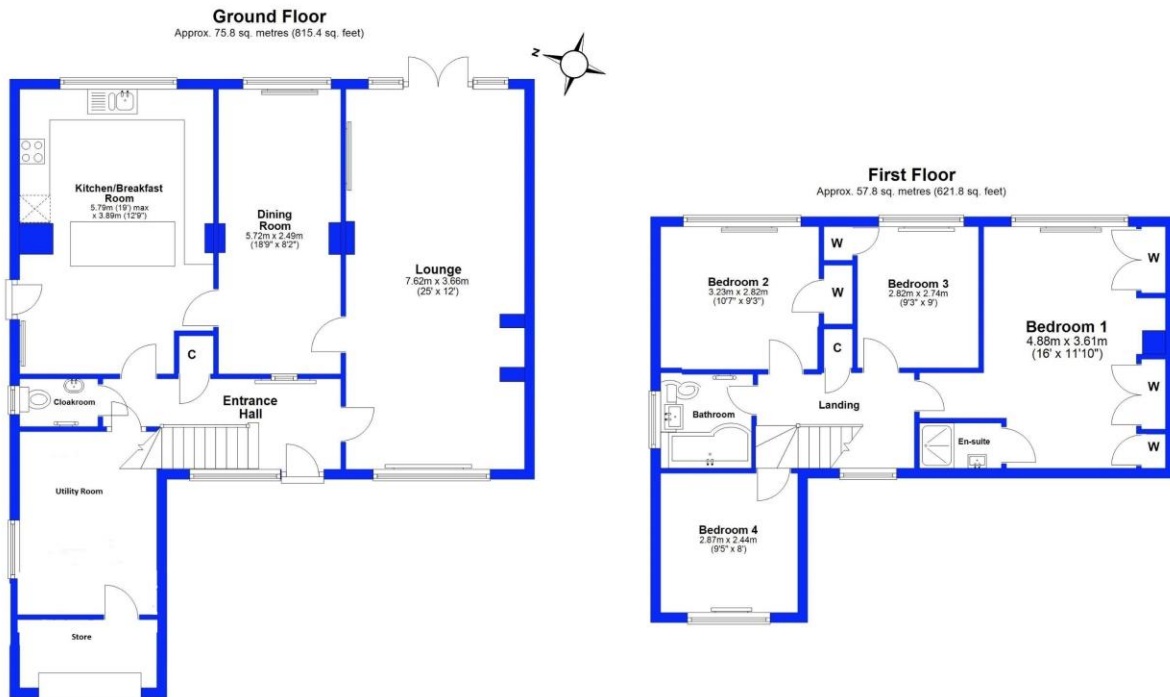 Ground Floor
Approx. 75.8 sq. metres (815.4 sq. feet)
Z
Kitchen/Breakfast
Room
5.79m (19') max
x 3.89m (12'9")
Dining
Room
5.72m x 2.49m
(18'9" x 8'2")
Lounge
7.62m x 3.66m
(25' x 12')
C
Cloakroom
Entrance
Hall
Utility Room
Store
First Floor
Approx. 57.8 sq. metres (621.8 sq. feet)
Bedroom 2
3.23m x 2.82m
(10'7" x 9'3")
W
W
Bedroom 3
2.82m x 2.74m
(9'3" x 9')
W
Bedroom 1
4.88m x 3.61m
(16' x 11'10")
C
W
Bathroom
Landing
En-suite
W
Bedroom 4
2.87m x 2.44m
(9'5" x 8')